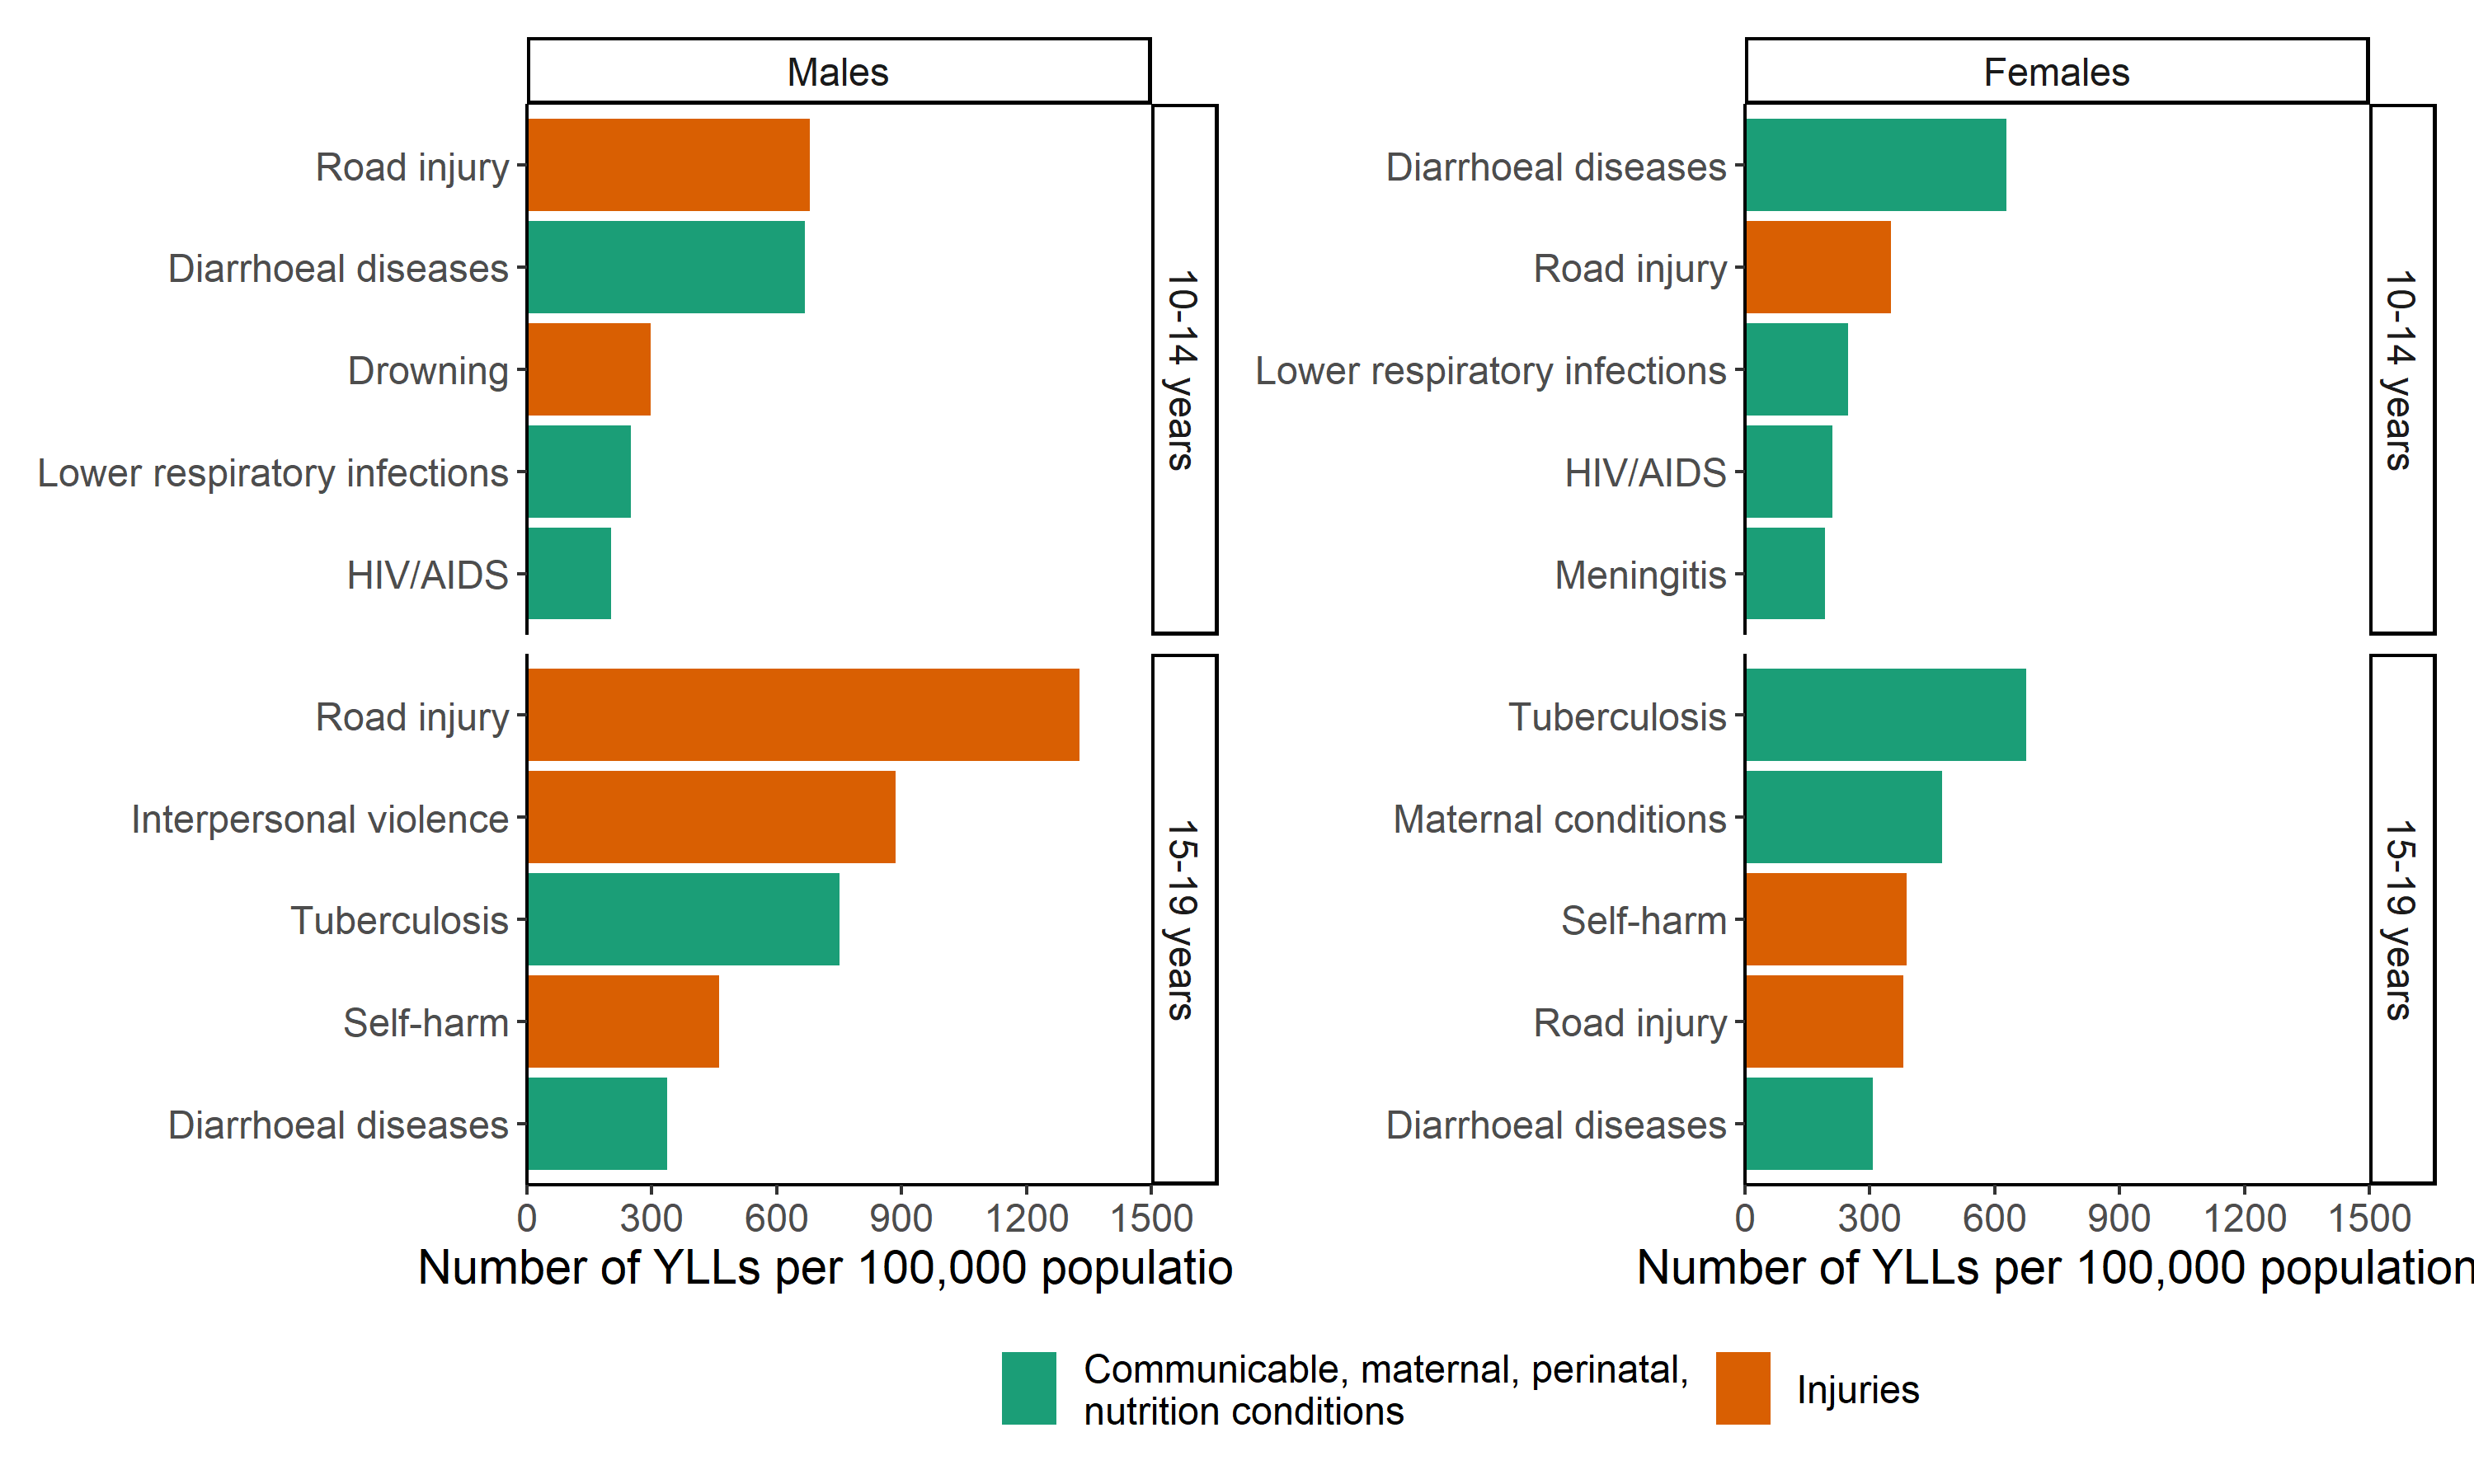 Males
Road injury
Diarrhoeal diseases
Drowning
Lower respiratory infections
HIV/AIDS
10-14 years
Road injury
Interpersonal violence
Tuberculosis
Self-harm
Diarrhoeal diseases
15-19 years
0 300 600 900 1200 1500
Number of YLLs per 100,000 populatio
Females
Diarrhoeal diseases
Road injury
Lower respiratory infections
HIV/AIDS
Meningitis
10-14 years
Tuberculosis
Maternal conditions
Self-harm
Road injury
Diarrhoeal diseases
15-19 years
0 300 600 900 1200 1500
Number of YLLs per 100,000 population
Communicable, maternal, perinatal,
nutrition conditions
Injuries